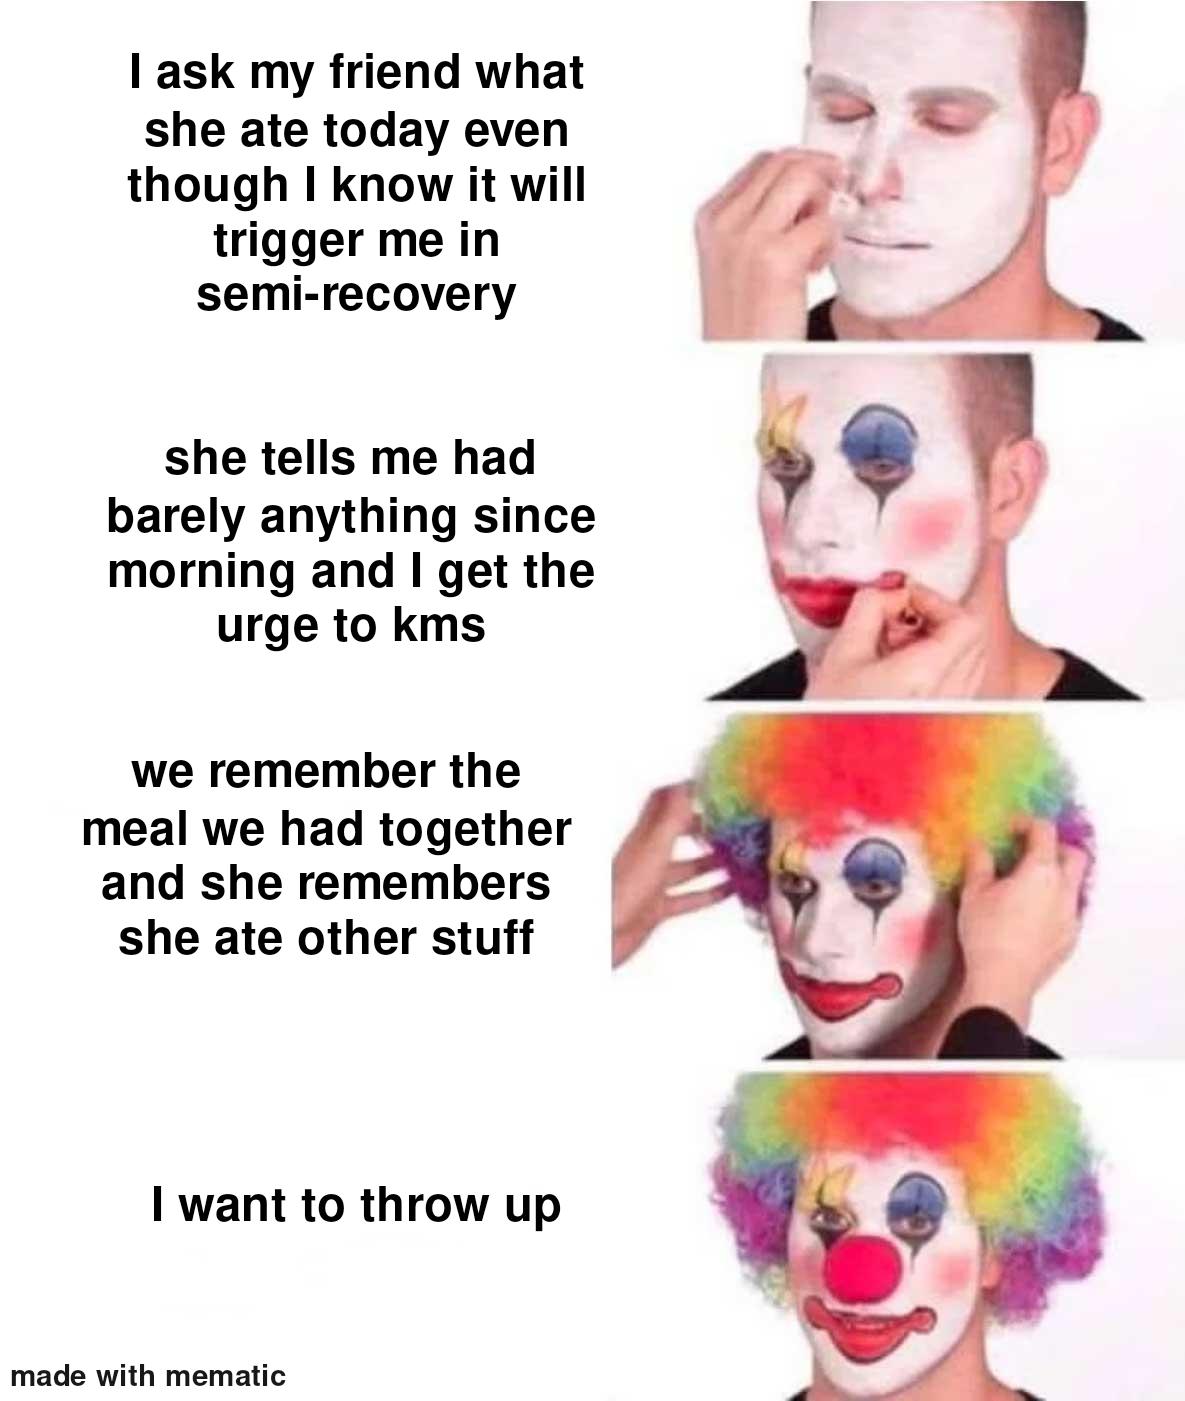 I ask my friend what
she ate today even
though I know it will
trigger me in
semi-recovery
she tells me had
barely anything since
morning and I get the
urge to kms
we remember the
meal we had together
and she remembers
she ate other stuff
I want to throw up
made with mematic